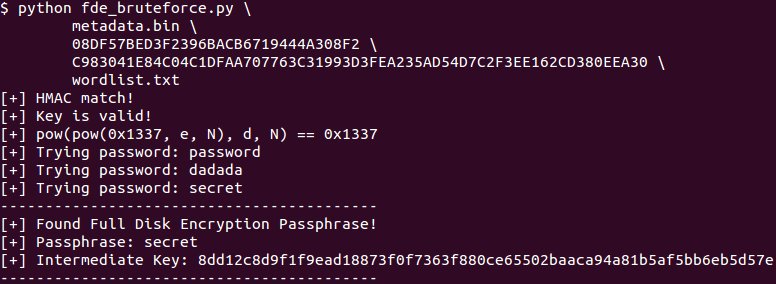 $ python fde_bruteforce.py \
metadata.bin \
08DF57BED3F2396BACB6719444A308F2 \
C983041E84C04C1DFAA707763C31993D3FEA235AD54D7C2F3EE162CD380EEA30 \
wordlist.txt
[+] HMAC match!
[+] Key is valid!
[+] pow(pow(0x1337, e, N), d, N) == 0x1337
[+] Trying password: password
[+] Trying password: dadada
[+] Trying password: secret
------------------------------------------
[+] Found Full Disk Encryption Passphrase!
[+] Passphrase: secret
[+] Intermediate Key: 8dd12c8d9f1f9ead18873f0f7363f880ce65502baaca94a81b5af5bb6eb5d57e
------------------------------------------